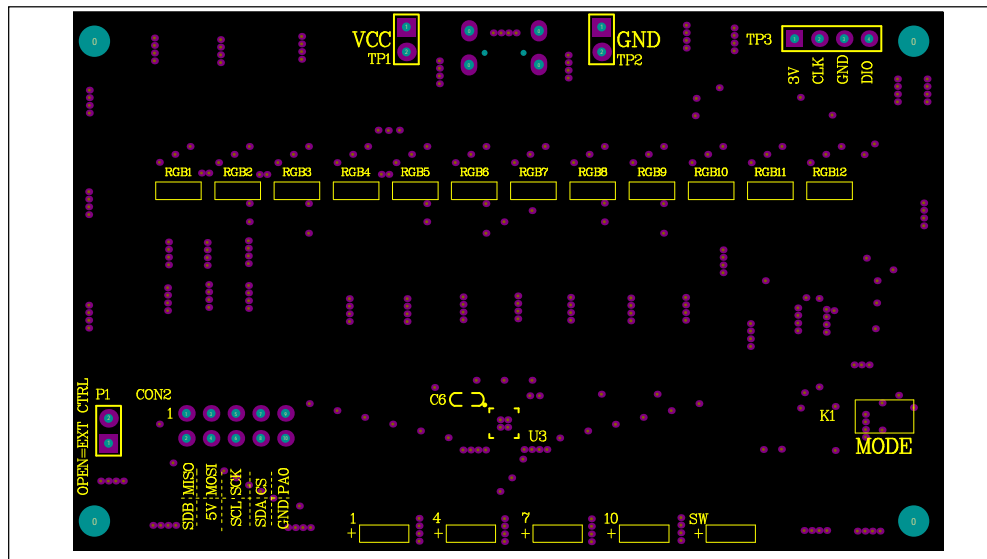 VCC
TP1
GND
TP2
TP3
3V
CLK
GND
DIO
RGB1 RGB2 RGB3 RGB4 RGB5 RGB6 RGB7 RGB8 RGB9 RGB10 RGB11 RGB12
P1
CON2
1
OPEN=EXT CTRL
C6
U3
K1
MODE
SDB MISO
5V MOSI
SCL SCK
SDA CS
GND PAO
1 4 7 10 SW
+ + + + +